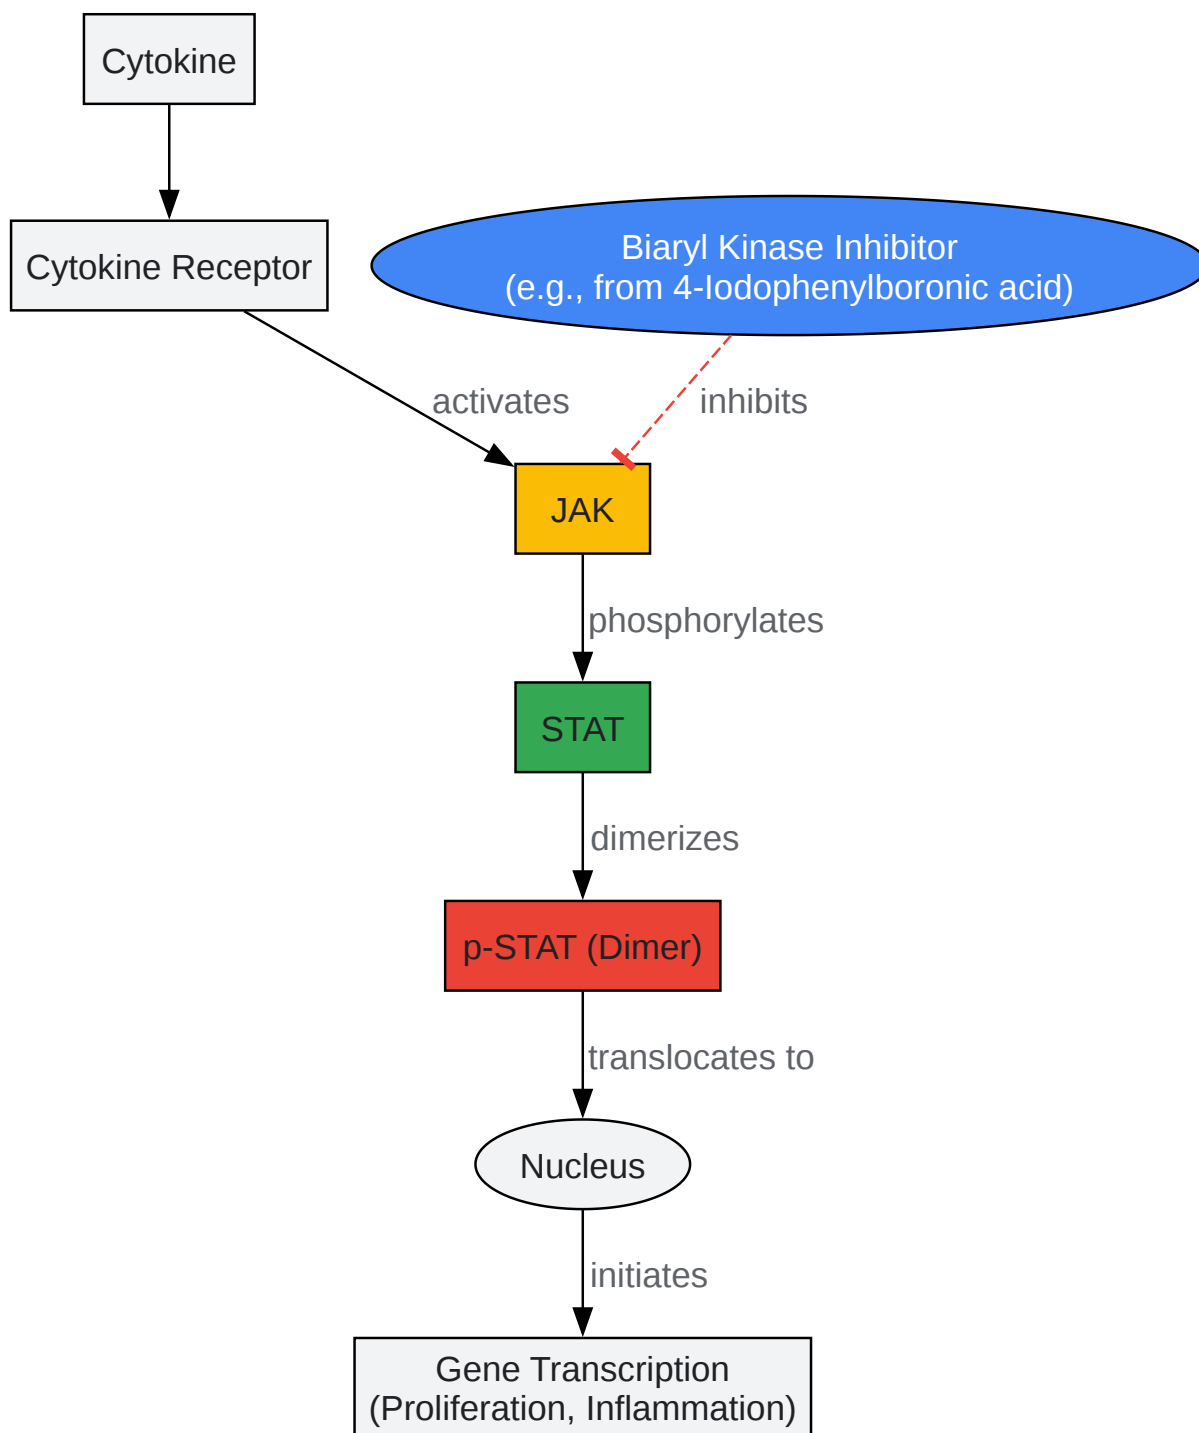 Cytokine
Cytokine Receptor
Biaryl Kinase Inhibitor
(e.g., from 4-Iodophenylboronic acid)
activates
inhibits
JAK
phosphorylates
STAT
dimerizes
p-STAT (Dimer)
translocates to
Nucleus
initiates
Gene Transcription
(Proliferation, Inflammation)